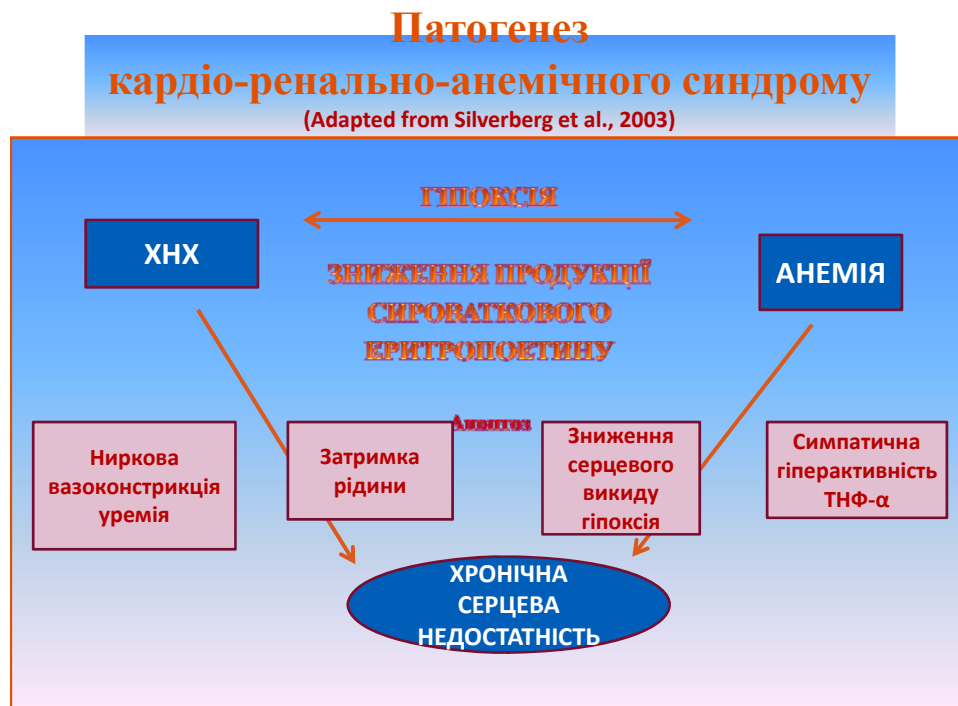 Патогенез
кардіо-ренально-анемічного синдрому
(Adapted from Silverberg et al., 2003)
ГІПОКСІЯ
ХНХ
АНЕМІЯ
ЗНИЖЕННЯ ПРОДУКЦІЇ
СИРОВАТКОВОГО
ЕРИТРОПОЕТИНУ
Апоптоз
Ниркова
вазоконстрикція
уремія
Затримка
рідини
Зниження
серцевого
викиду
гіпоксія
Симпатична
гіперактивність
ТНФ-α
ХРОНІЧНА
СЕРЦЕВА
НЕДОСТАТНІСТЬ